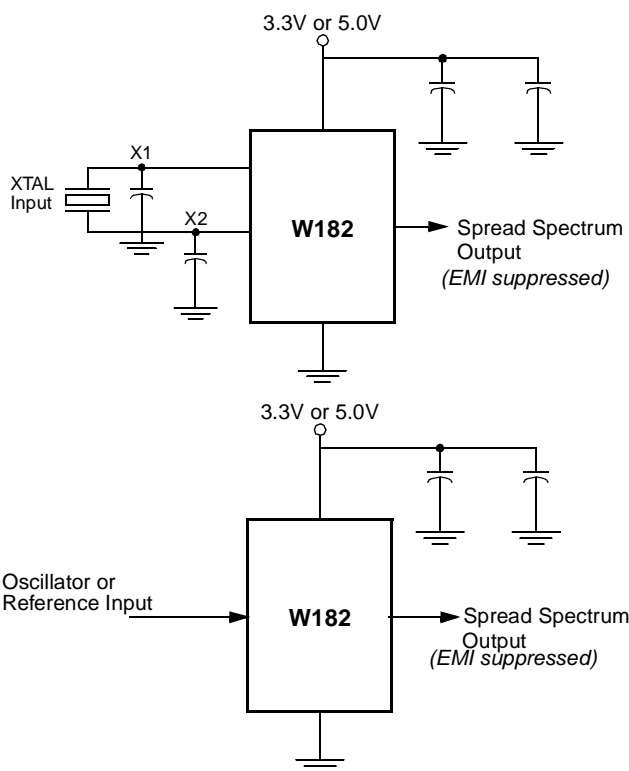 3.3V or 5.0V
X1
XTAL
Input
X2
W182
Spread Spectrum
Output
(EMI suppressed)
3.3V or 5.0V
Oscillator or
Reference Input
W182
Spread Spectrum
Output
(EMI suppressed)